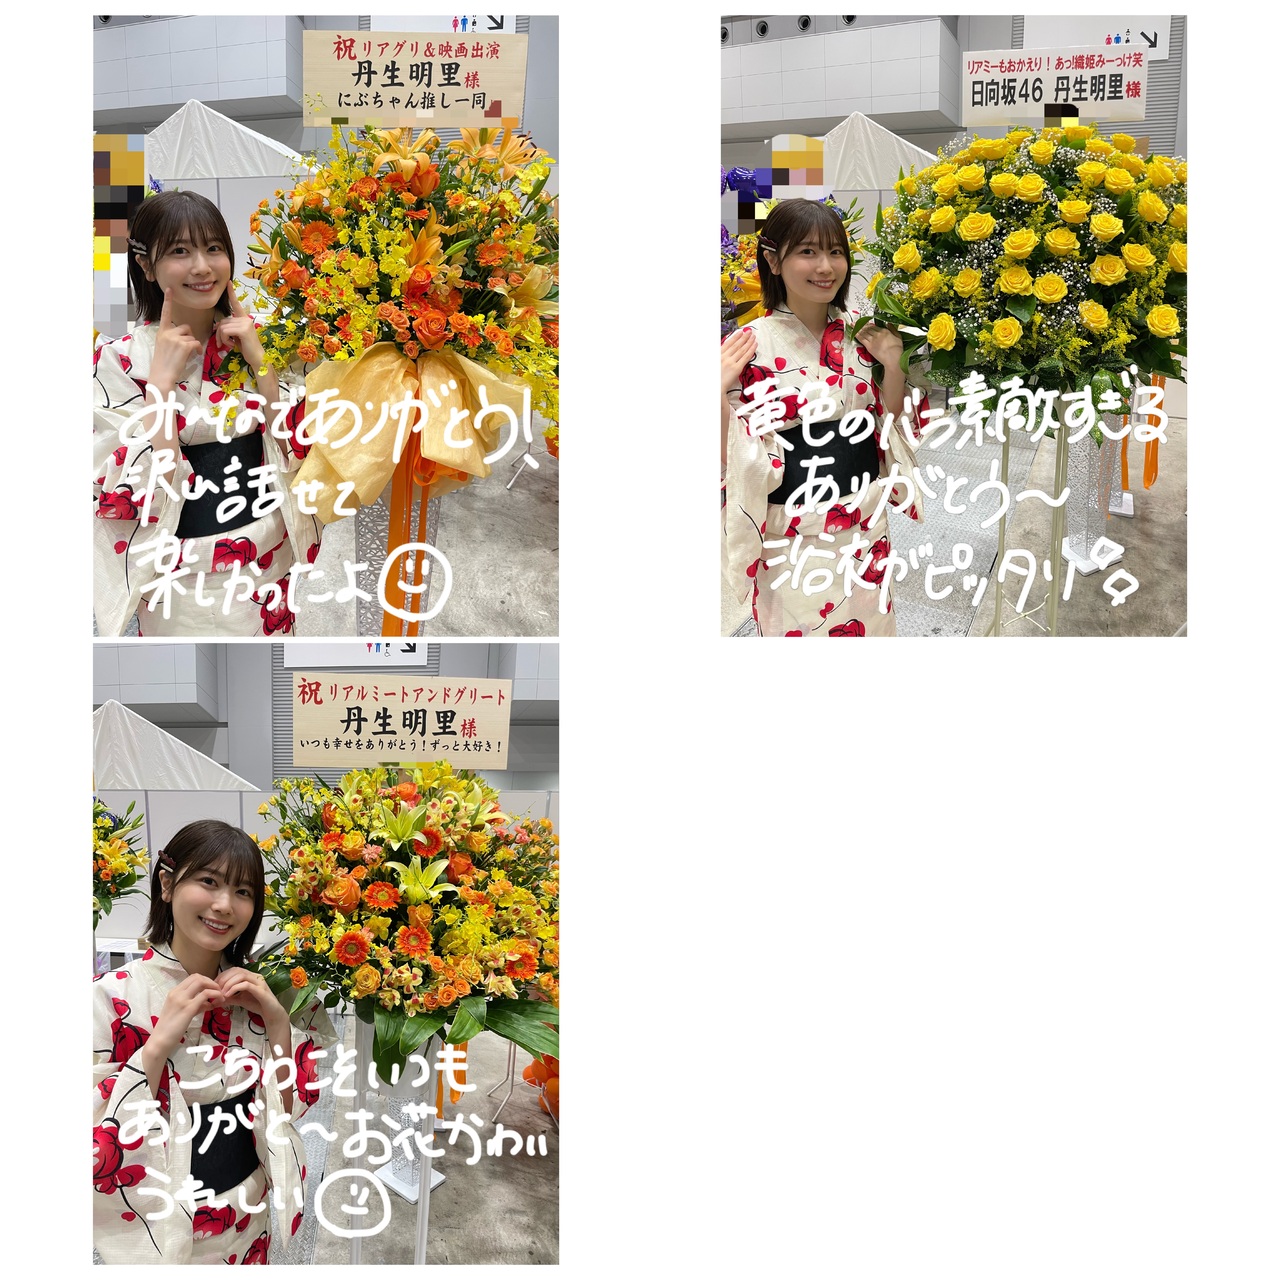 祝リアグリ&映画出演
丹生明里様
にぶちゃん推し一同
みんなでありがとう!
沢山話せて
楽しかったよ
リアミーもおかえり！あっ!織姫みーっけ笑
日向坂46 丹生明里様
黄色のバラ素敵すぎる
ありがとう〜
浴衣がピッタリ
祝リアルミートアンドグリート
丹生明里様
いつも幸せをありがとう！ずっと大好き！
こちらこそいつも
ありがと〜お花かわいい
うれしい